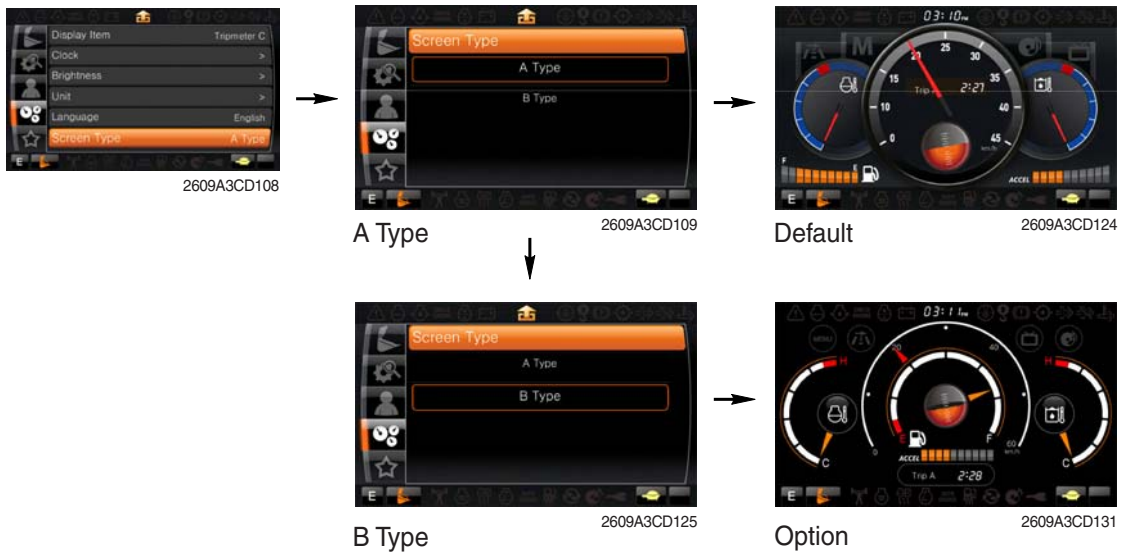 Display Item Tripmeter C
Clock >
Brightness >
Unit >
Language English
Screen Type A Type
E
2609A3CD108
Screen Type
A Type
B Type
E
A Type 2609A3CD109
03:10
M
0 10 15 20 25 30 35 40 45
km/h
Trip 2:27
F E
ACCEL
E
Default 2609A3CD124
Screen Type
A Type
B Type
E
B Type 2609A3CD125
03:11
MENU
H H
0 20 40 60
km/h
E F
C C
ACCEL
Trip A 2:28
E
Option 2609A3CD131